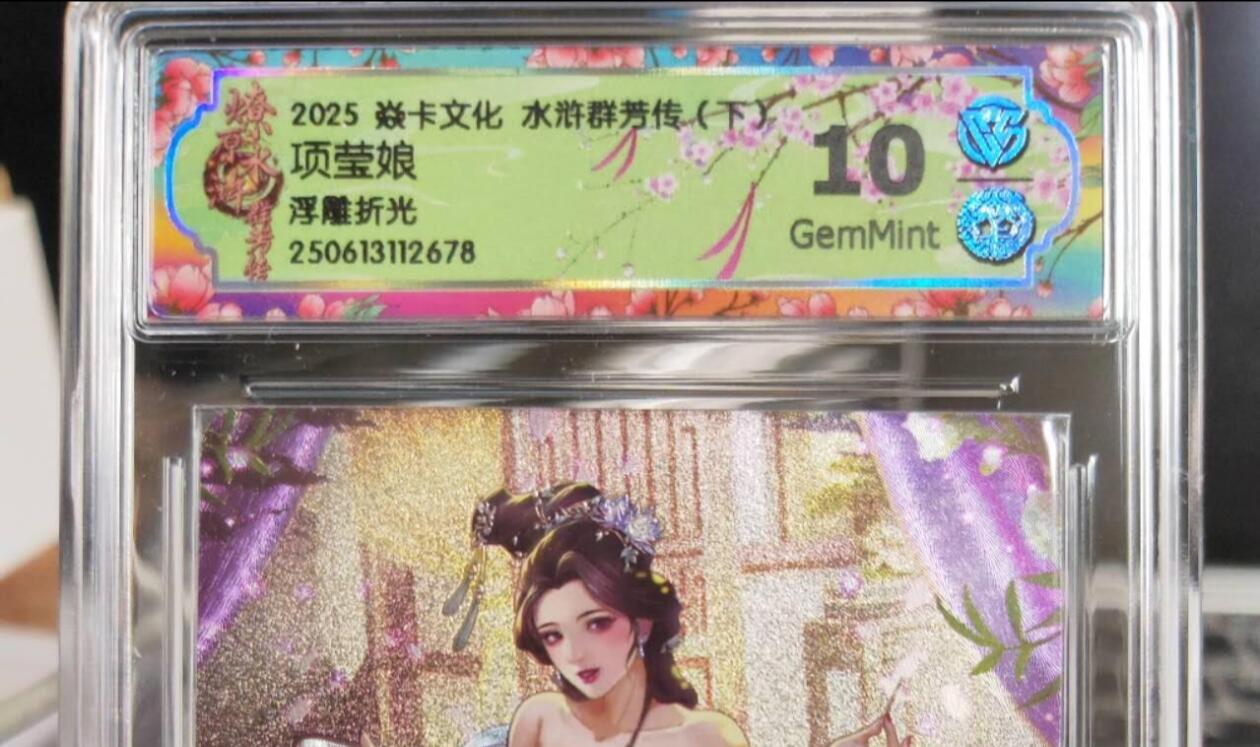 2025 焱卡文化 水浒群芳传（下）
项莹娘
浮雕折光
250613112678
10
GemMint